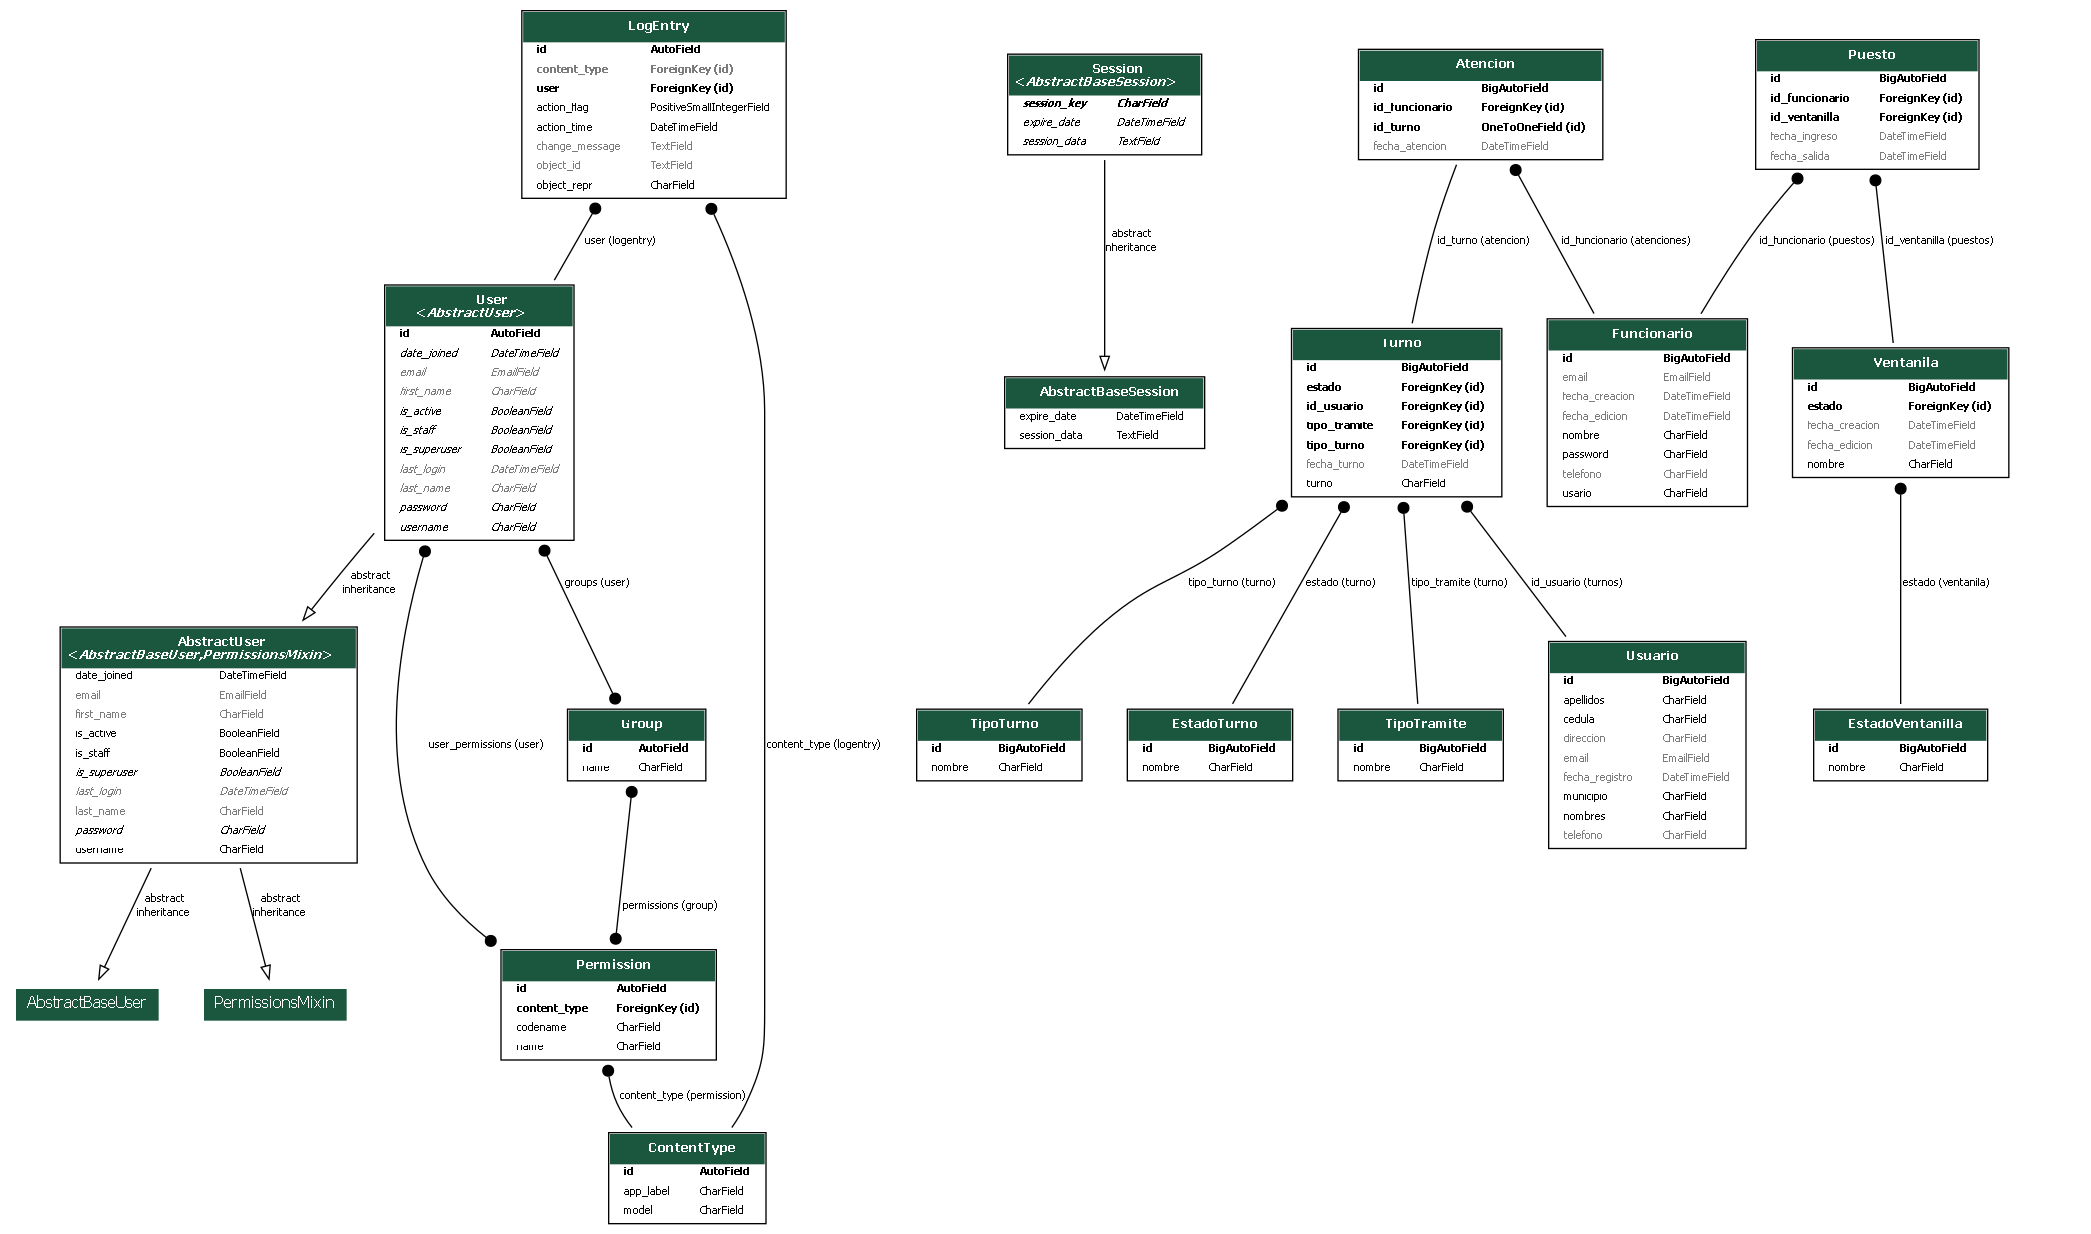 LogEntry
id AutoField
content_type ForeignKey (id)
user ForeignKey (id)
action_flag PositiveSmallIntegerField
action_time DateTimeField
change_message TextField
object_id TextField
object_repr CharField
user (logentry)
User
<AbstractUser>
id AutoField
date_joined DateTimeField
email EmailField
first_name CharField
is_active BooleanField
is_staff BooleanField
is_superuser BooleanField
last_login DateTimeField
last_name CharField
password CharField
username CharField
abstract
inheritance
groups (user)
AbstractUser
<AbstractBaseUser,PermissionsMixin>
date_joined DateTimeField
email EmailField
first_name CharField
is_active BooleanField
is_staff BooleanField
is_superuser BooleanField
last_login DateTimeField
last_name CharField
password CharField
username CharField
abstract
inheritance
abstract
inheritance
AbstractBaseUser
PermissionsMixin
user_permissions (user)
Group
id AutoField
name CharField
permissions (group)
content_type (logentry)
Permission
id AutoField
content_type ForeignKey (id)
codename CharField
name CharField
content_type (permission)
ContentType
id AutoField
app_label CharField
model CharField
Session
<AbstractBaseSession>
session_key CharField
expire_date DateTimeField
session_data TextField
abstract
inheritance
AbstractBaseSession
expire_date DateTimeField
session_data TextField
Atencion
id BigAutoField
id_funcionario ForeignKey (id)
id_turno OneToOneField (id)
fecha_atencion DateTimeField
id_turno (atencion)
id_funcionario (atenciones)
Puesto
id BigAutoField
id_funcionario ForeignKey (id)
id_ventanilla ForeignKey (id)
fecha_ingreso DateTimeField
fecha_salida DateTimeField
id_funcionario (puestos)
id_ventanilla (puestos)
Turno
id BigAutoField
estado ForeignKey (id)
id_usuario ForeignKey (id)
tipo_tramite ForeignKey (id)
tipo_turno ForeignKey (id)
fecha_turno DateTimeField
turno CharField
Funcionario
id BigAutoField
email EmailField
fecha_creacion DateTimeField
fecha_edicion DateTimeField
nombre CharField
password CharField
telefono CharField
usario CharField
Ventanila
id BigAutoField
estado ForeignKey (id)
fecha_creacion DateTimeField
fecha_edicion DateTimeField
nombre CharField
tipo_turno (turno)
estado (turno)
tipo_tramite (turno)
id_usuario (turnos)
estado (ventanila)
TipoTurno
id BigAutoField
nombre CharField
EstadoTurno
id BigAutoField
nombre CharField
TipoTramite
id BigAutoField
nombre CharField
Usuario
id BigAutoField
apellidos CharField
cedula CharField
direccion CharField
email EmailField
fecha_registro DateTimeField
municipio CharField
nombres CharField
telefono CharField
EstadoVentanilla
id BigAutoField
nombre CharField